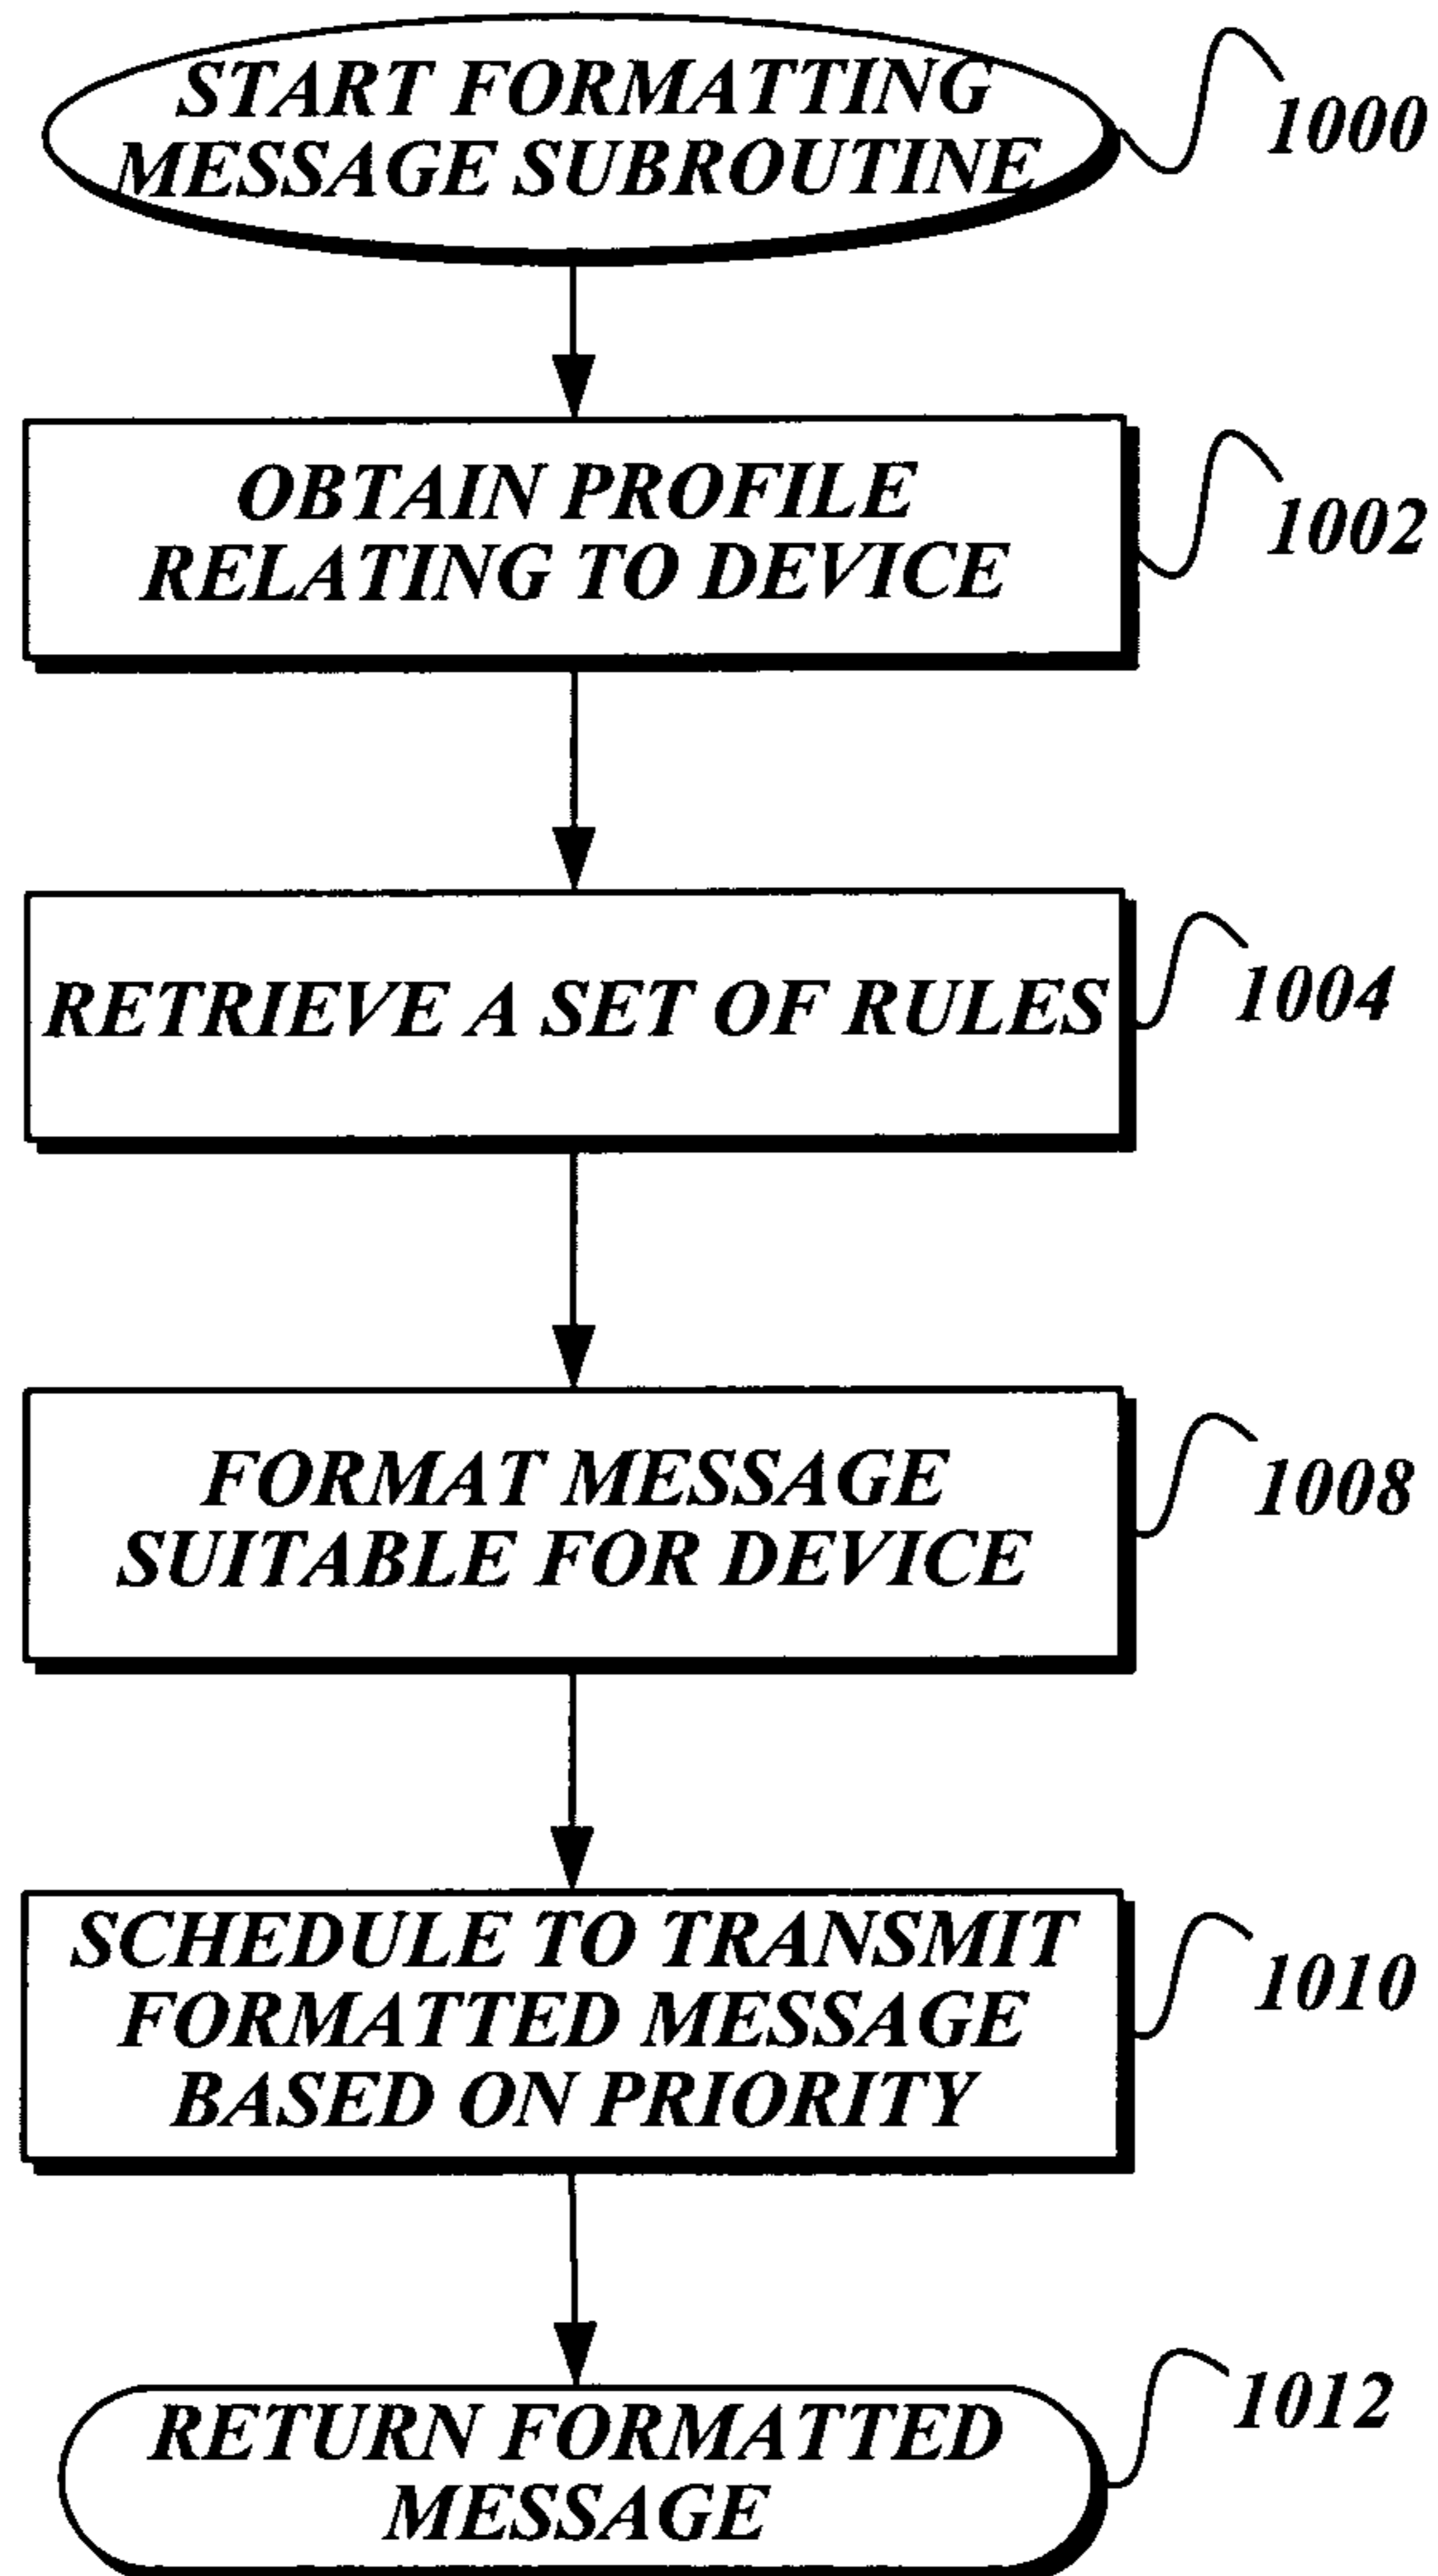 START FORMATTING
MESSAGE SUBROUTINE
1000
OBTAIN PROFILE
RELATING TO DEVICE
1002
RETRIEVE A SET OF RULES
1004
FORMAT MESSAGE
SUITABLE FOR DEVICE
1008
SCHEDULE TO TRANSMIT
FORMATTED MESSAGE
BASED ON PRIORITY
1010
RETURN FORMATTED
MESSAGE
1012